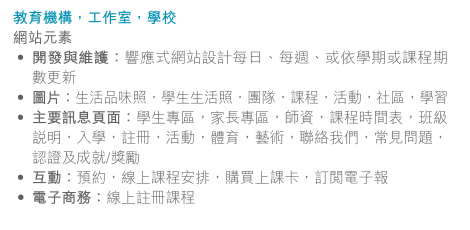 教育機構，工作室，學校
網站元素
• 開發與維護：響應式網站設計每日、每週、或依學期或課程期
數更新
• 圖片：生活品味照，學生生活照，團隊，課程，活動，社區，學習
• 主要訊息頁面：學生專區，家長專區，師資，課程時間表，班級
説明，入學，註冊，活動，體育，藝術，聯絡我們，常見問題，
認證及成就/獎勵
• 互動：預約，線上課程安排，購買上課卡，訂閱電子報
• 電子商務：線上註冊課程